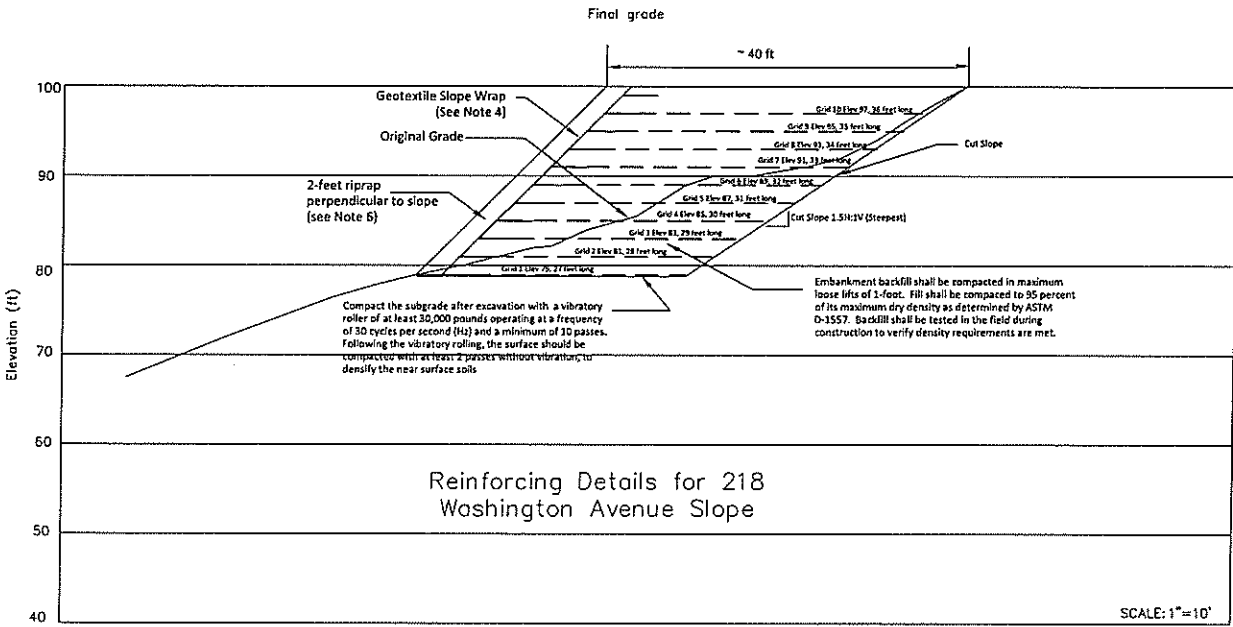 Final grade
~ 40 ft
100
90
80
70
60
50
40
Elevation (ft)
Geotextile Slope Wrap
(See Note 4)
Original Grade
2-feet riprap
perpendicular to slope
(see Note 6)
Grid 10 Elev 97, 36 feet long
Grid 9 Elev 95, 35 feet long
Grid 8 Elev 93, 34 feet long
Grid 7 Elev 91, 33 feet long
Grid 6 Elev 89, 32 feet long
Grid 5 Elev 87, 31 feet long
Grid 4 Elev 85, 30 feet long
Grid 3 Elev 83, 29 feet long
Grid 2 Elev 81, 28 feet long
Grid 1 Elev 79, 27 feet long
Cut Slope
Cut Slope 1.5H:1V (Steepest)
Compact the subgrade after excavation with a vibratory
roller of at least 30,000 pounds operating at a frequency
of 30 cycles per second (Hz) and a minimum of 10 passes.
Following the vibratory rolling, the surface should be
compacted with at least 2 passes without vibration, to
densify the near surface soils
Embankment backfill shall be compacted in maximum
loose lifts of 1-foot. Fill shall be compaced to 95 percent
of its maximum dry density as determined by ASTM
D-1557. Backfill shall be tested in the field during
construction to verify density requirements are met.
Reinforcing Details for 218
Washington Avenue Slope
SCALE: 1"=10'